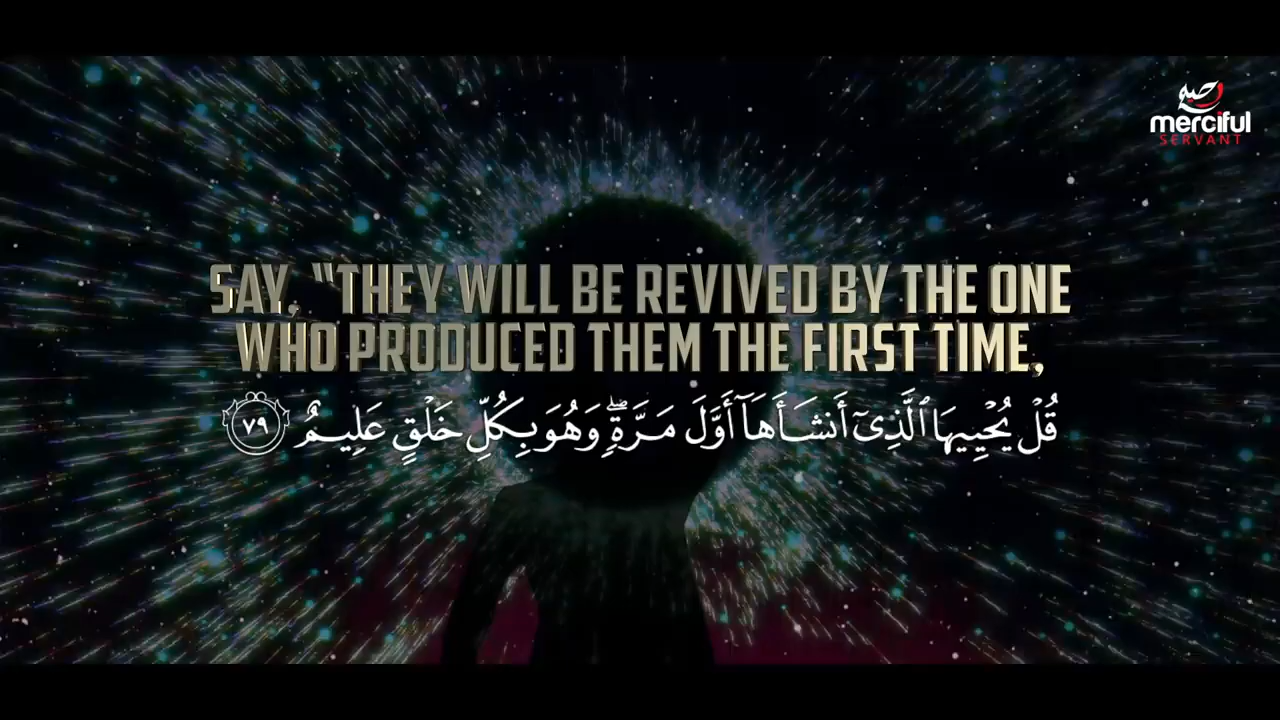 merciful
SERVANT
SAY, "THEY WILL BE REVIVED BY THE ONE
WHO PRODUCED THEM THE FIRST TIME,
قُلْ يُحْيِيهَا ٱلَّذِىٓ أَنشَأَهَآ أَوَّلَ مَرَّةٍۢ ۖ وَهُوَ بِكُلِّ خَلْقٍ عَلِيمٌ ٧٩